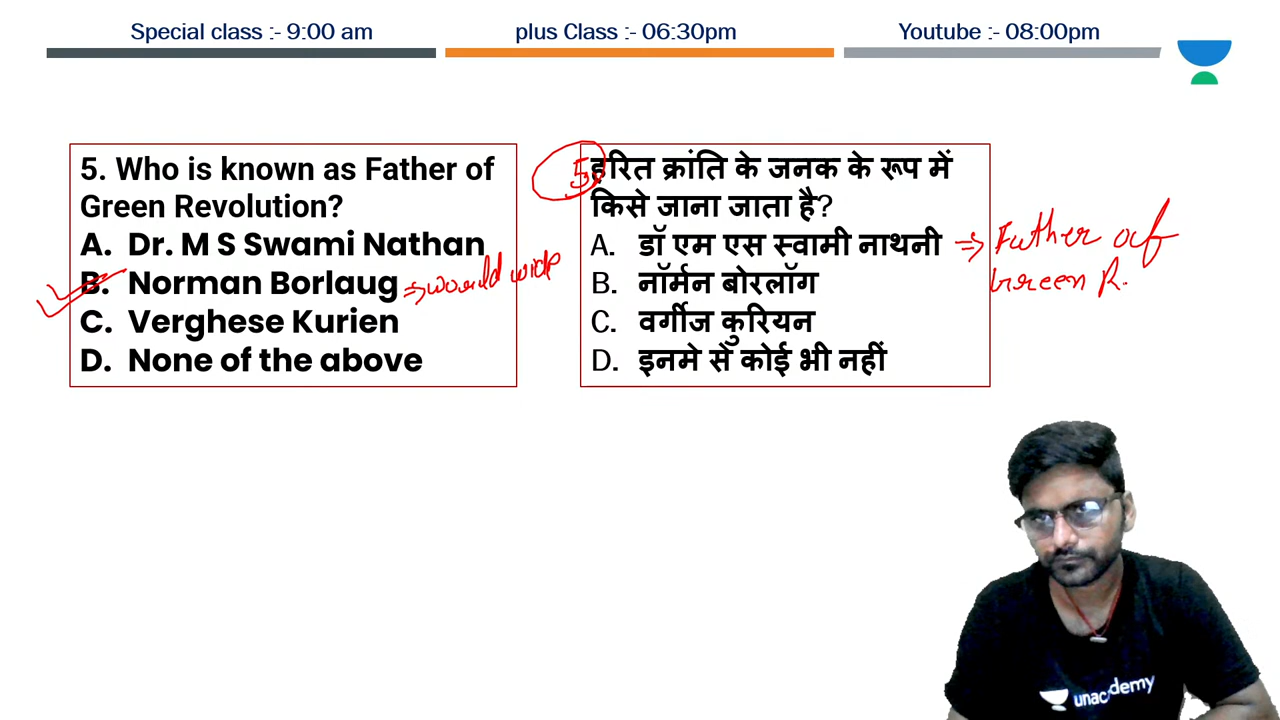 Special class :- 9:00 am
plus Class :- 06:30pm
Youtube :- 08:00pm
5. Who is known as Father of
Green Revolution?
A. Dr. M S Swami Nathan
B. Norman Borlaug ⇒ would wide
C. Verghese Kurien
D. None of the above
5.
हरित क्रांति के जनक के रूप में
किसे जाना जाता है?
A. डॉ एम एस स्वामी नाथनी ⇒ Father of
Green R.
B. नॉर्मन बोरलॉग
C. वर्गीज कुरियन
D. इनमे से कोई भी नहीं
unacademy